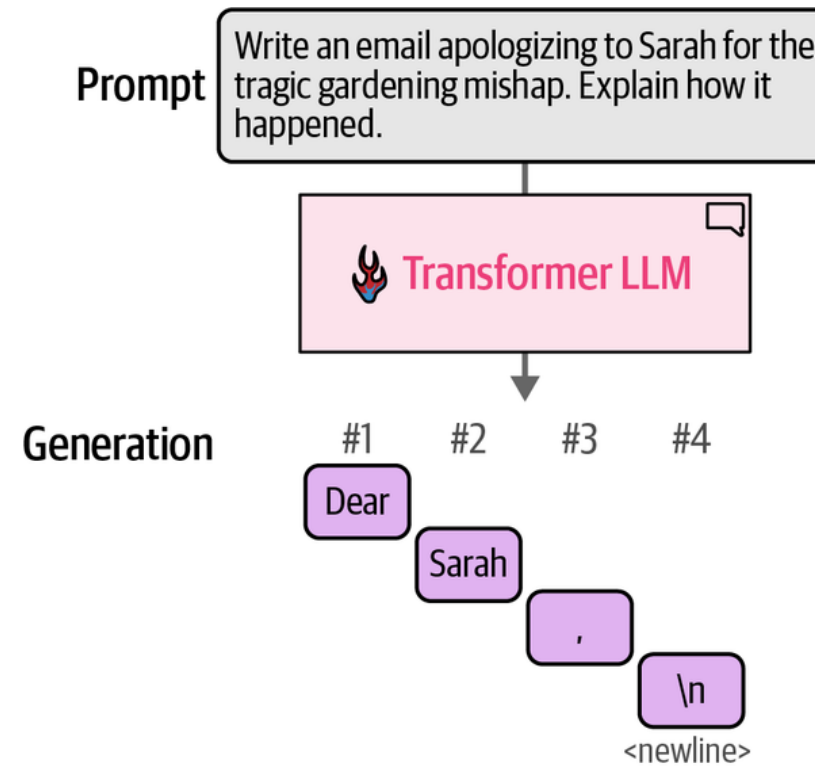 Prompt
Write an email apologizing to Sarah for the
tragic gardening mishap. Explain how it
happened.
Transformer LLM
Generation
#1 #2 #3 #4
Dear
Sarah
,
\n
<newline>